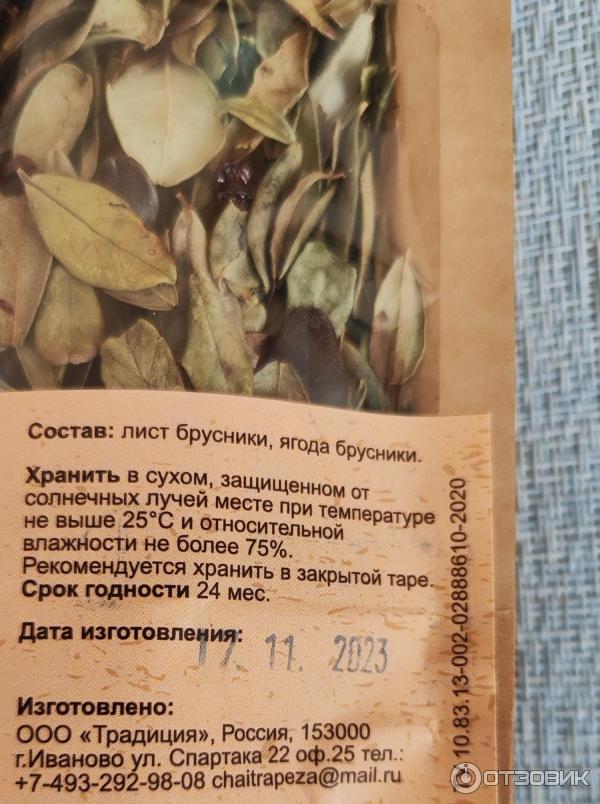 Состав: лист брусники, ягода брусники.
Хранить в сухом, защищенном от
солнечных лучей месте при температуре
не выше 25°С и относительной
влажности не более 75%.
Рекомендуется хранить в закрытой таре.
Срок годности 24 мес.
Дата изготовления:
17. 11. 2023
Изготовлено:
ООО «Традиция», Россия, 153000
г.Иваново ул. Спартака 22 оф.25 тел.:
+7-493-292-98-08 chaitrapeza@mail.ru
10.83.13-002-02888610-2020
ОТЗОВИК